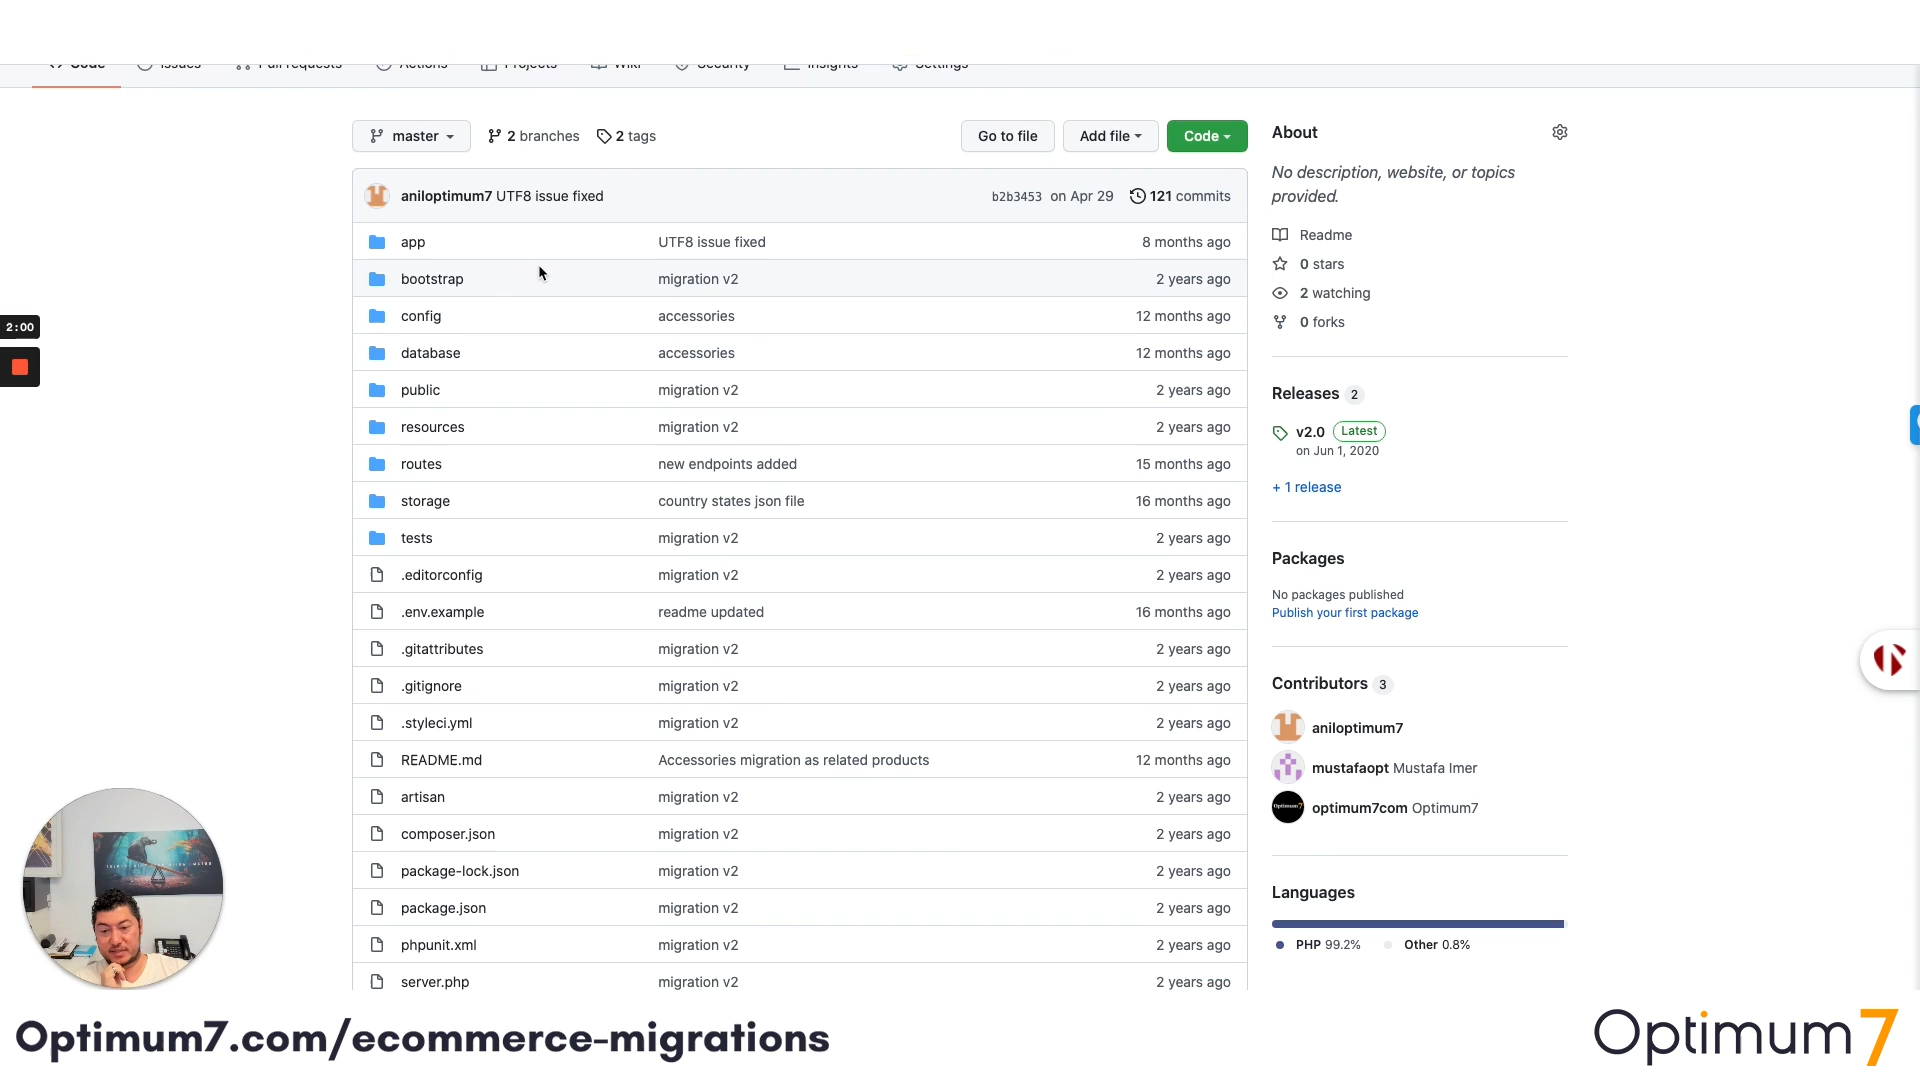 Code Issues Pull requests Actions Projects Wiki Security Insights Settings
master 2 branches 2 tags Go to file Add file Code
aniloptimum7 UTF8 issue fixed b2b3453 on Apr 29 121 commits
app UTF8 issue fixed 8 months ago
bootstrap migration v2 2 years ago
config accessories 12 months ago
database accessories 12 months ago
public migration v2 2 years ago
resources migration v2 2 years ago
routes new endpoints added 15 months ago
storage country states json file 16 months ago
tests migration v2 2 years ago
.editorconfig migration v2 2 years ago
.env.example readme updated 16 months ago
.gitattributes migration v2 2 years ago
.gitignore migration v2 2 years ago
.styleci.yml migration v2 2 years ago
README.md Accessories migration as related products 12 months ago
artisan migration v2 2 years ago
composer.json migration v2 2 years ago
package-lock.json migration v2 2 years ago
package.json migration v2 2 years ago
phpunit.xml migration v2 2 years ago
server.php migration v2 2 years ago
About
No description, website, or topics
provided.
Readme
0 stars
2 watching
0 forks
Releases 2
v2.0 Latest
on Jun 1, 2020
+ 1 release
Packages
No packages published
Publish your first package
Contributors 3
aniloptimum7
mustafaopt Mustafa Imer
Optimum7 optimum7com Optimum7
Languages
PHP 99.2% Other 0.8%
2:00
Optimum7.com/ecommerce-migrations
Optimum7